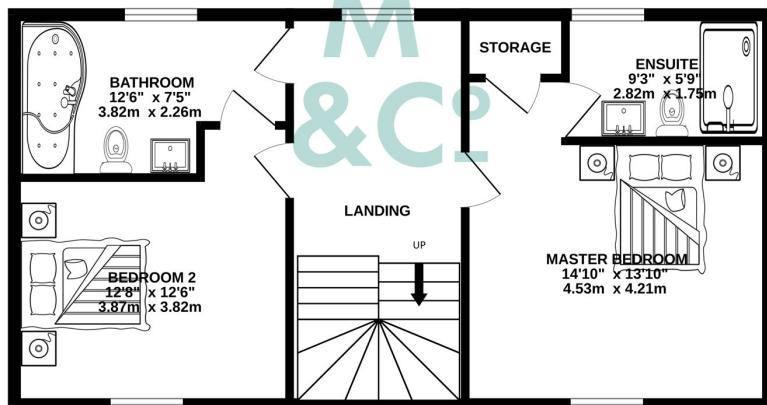 M
&Co
STORAGE
ENSUITE
9'3" x 5'9"
2.82m x 1.75m
BATHROOM
12'6" x 7'5"
3.82m x 2.26m
LANDING
UP
MASTER BEDROOM
14'10" x 13'10"
4.53m x 4.21m
BEDROOM 2
12'8" x 12'6"
3.87m x 3.82m